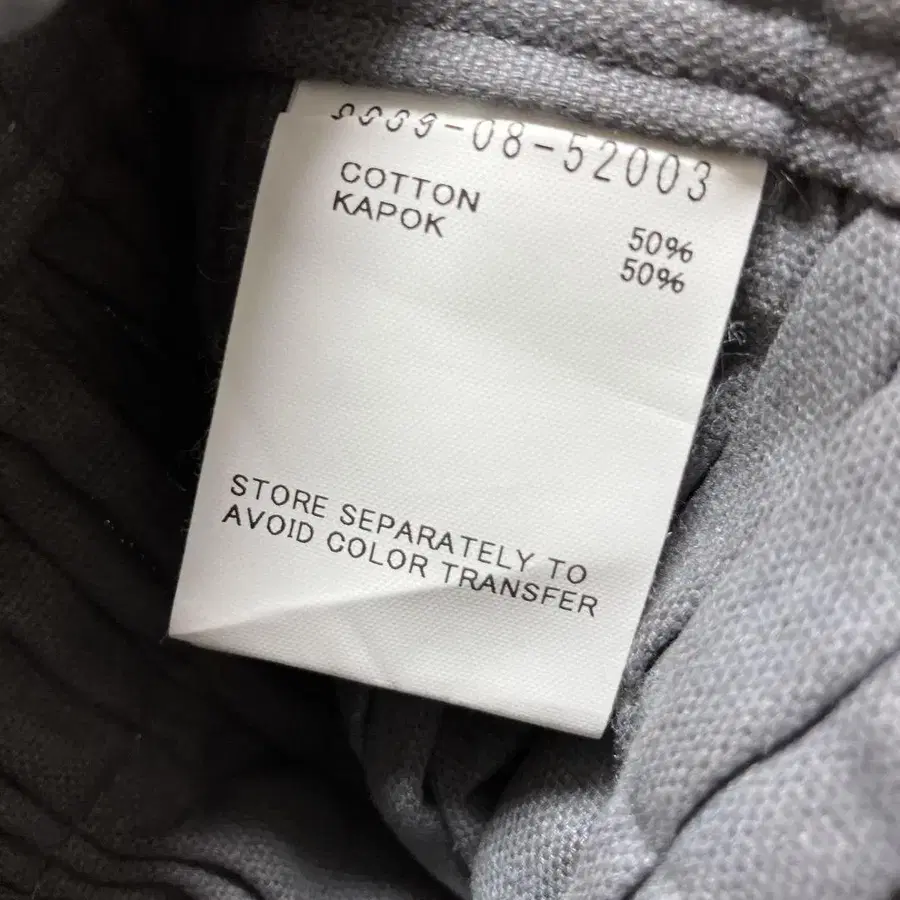 -08-52003
COTTON 50%
KAPOK 50%
STORE SEPARATELY TO
AVOID COLOR TRANSFER